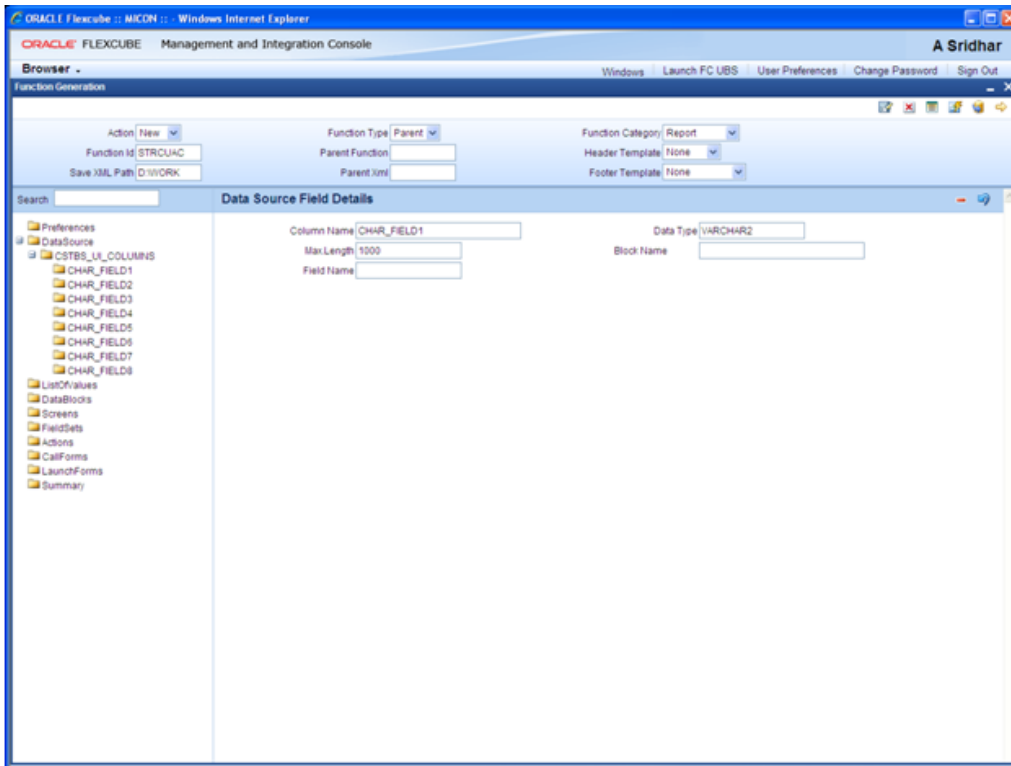 ORACLE Flexcube :: MICON :: - Windows Internet Explorer
ORACLE FLEXCUBE Management and Integration Console A Sridhar
Browser Windows Launch FC UBS User Preferences Change Password Sign Out
Function Generation
Action New Function Type Parent Function Category Report
Function Id STRCUAC Parent Function Header Template None
Save XML Path D:\WORK Parent Xml Footer Template None
Search Data Source Field Details
Preferences Column Name CHAR_FIELD1 Data Type VARCHAR2
DataSource Max.Length 1000 Block Name
CSTBS_UI_COLUMNS Field Name
CHAR_FIELD1
CHAR_FIELD2
CHAR_FIELD3
CHAR_FIELD4
CHAR_FIELD5
CHAR_FIELD6
CHAR_FIELD7
CHAR_FIELD8
ListOfValues
DataBlocks
Screens
FieldSets
Actions
CallForms
LaunchForms
Summary